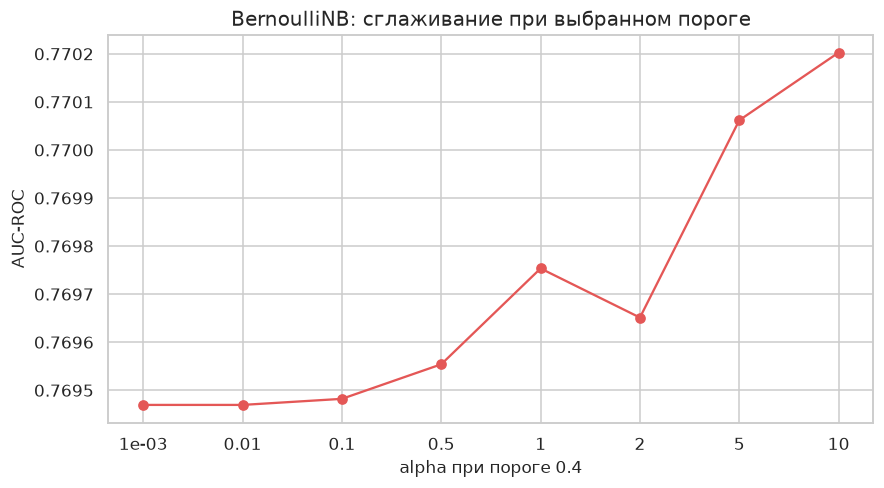 BernoulliNB: сглаживание при выбранном пороге
AUC-ROC
0.7702
0.7701
0.7700
0.7699
0.7698
0.7697
0.7696
0.7695
1e-03 0.01 0.1 0.5 1 2 5 10
alpha при пороге 0.4